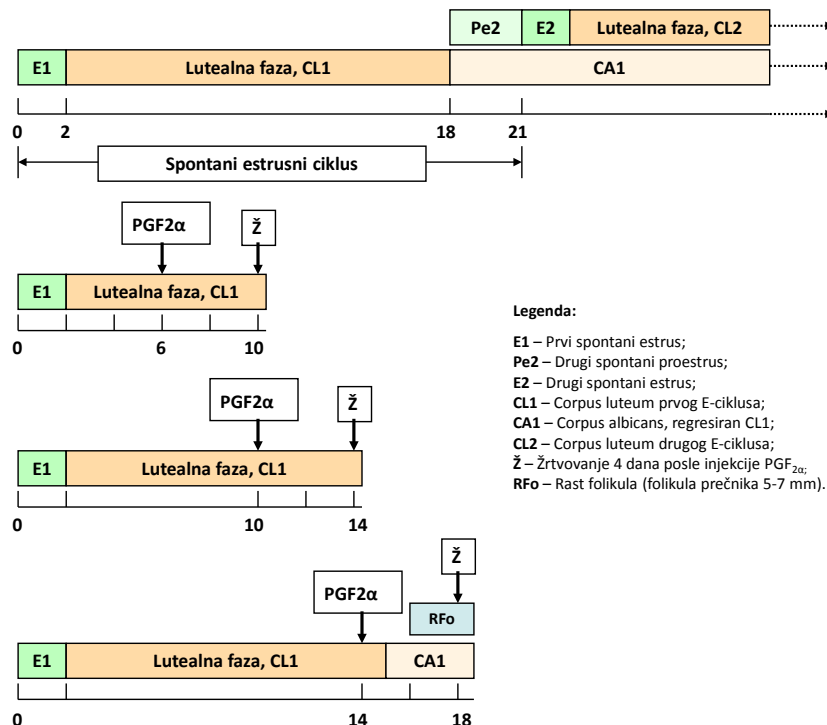 Pe2 E2 Lutealna faza, CL2
E1 Lutealna faza, CL1 CA1
0 2 18 21
Spontani estrusni ciklus
PGF2α Ž
E1 Lutealna faza, CL1
0 6 10
PGF2α Ž
E1 Lutealna faza, CL1
0 10 14
Ž
PGF2α
RFo
E1 Lutealna faza, CL1 CA1
0 14 18
Legenda:
E1 – Prvi spontani estrus;
Pe2 – Drugi spontani proestrus;
E2 – Drugi spontani estrus;
CL1 – Corpus luteum prvog E-ciklusa;
CA1 – Corpus albicans, regresiran CL1;
CL2 – Corpus luteum drugog E-ciklusa;
Ž – Žrtvovanje 4 dana posle injekcije PGF2α;
RFo – Rast folikula (folikula prečnika 5-7 mm).